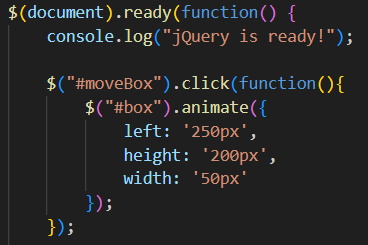 $(document).ready(function() {
    console.log("jQuery is ready!");

    $("#moveBox").click(function(){
        $("#box").animate({
            left: '250px',
            height: '200px',
            width: '50px'
        });
    });